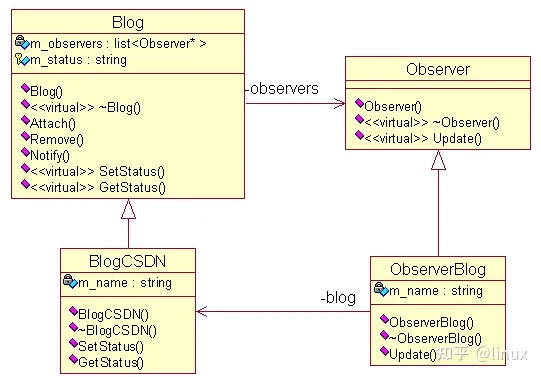 Blog
m_observers : list<Observer* >
m_status : string
Blog()
<<virtual>> ~Blog()
Attach()
Remove()
Notify()
<<virtual>> SetStatus()
<<virtual>> GetStatus()
-observers
Observer
Observer()
<<virtual>> ~Observer()
<<virtual>> Update()
BlogCSDN
m_name : string
BlogCSDN()
~BlogCSDN()
SetStatus()
GetStatus()
-blog
ObserverBlog
m_name : string
ObserverBlog()
~ObserverBlog()
Update()
知乎 @linux